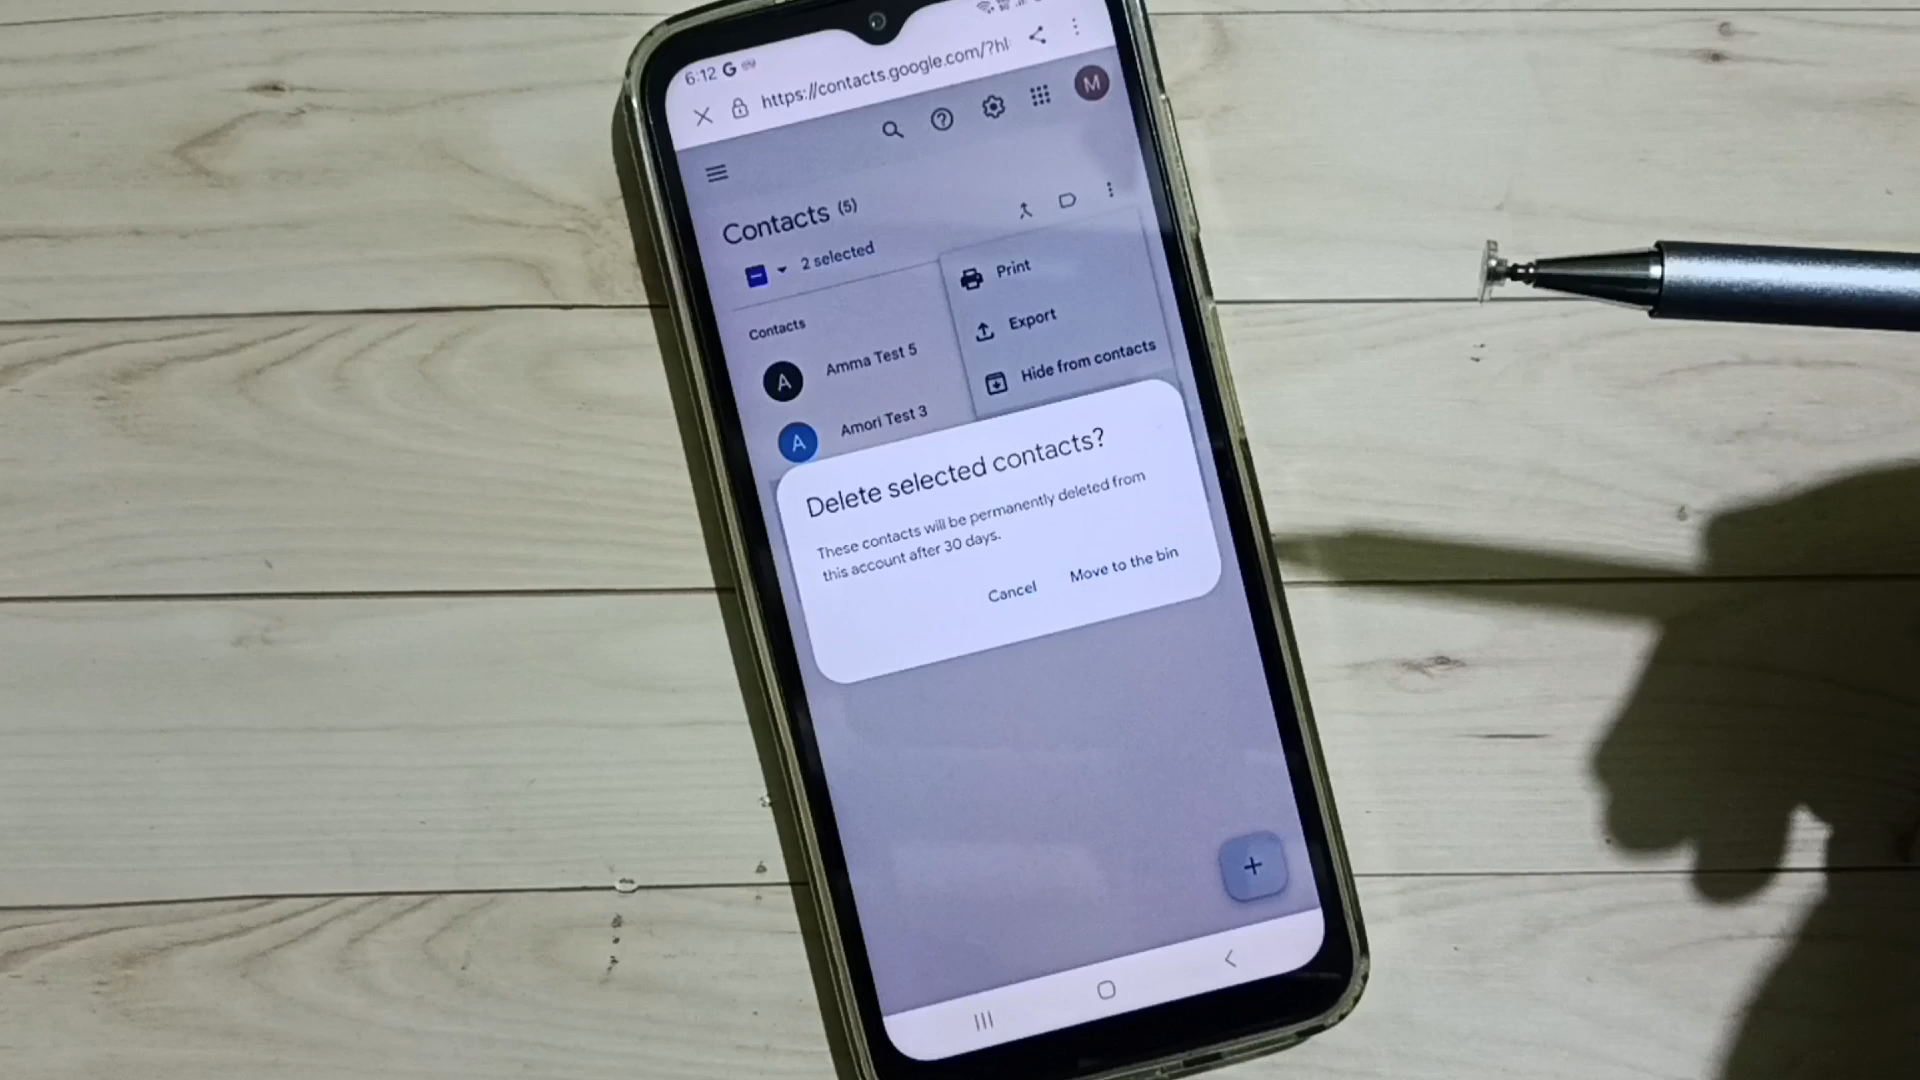 6:12 G
https://contacts.google.com/?hl
M
Contacts (5)
2 selected
Print
Export
Hide from contacts
Contacts
A Amma Test 5
A Amori Test 3
Delete selected contacts?
These contacts will be permanently deleted from
this account after 30 days.
Cancel
Move to the bin